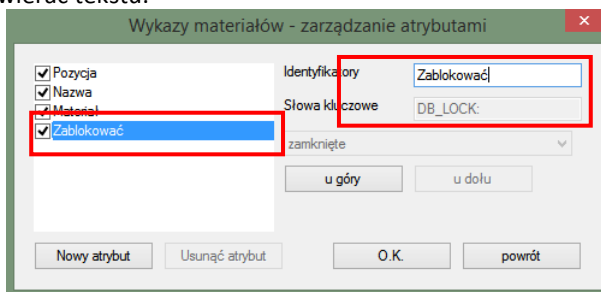 Wykazy materiałów - zarządzanie atrybutami
Pozycja
Nazwa
Materiał
Zablokować
Identyfikatory Zablokować
Słowa kluczowe DB_LOCK:
zamknięte
u góry u dołu
Nowy atrybut Usunąć atrybut O.K. powrót